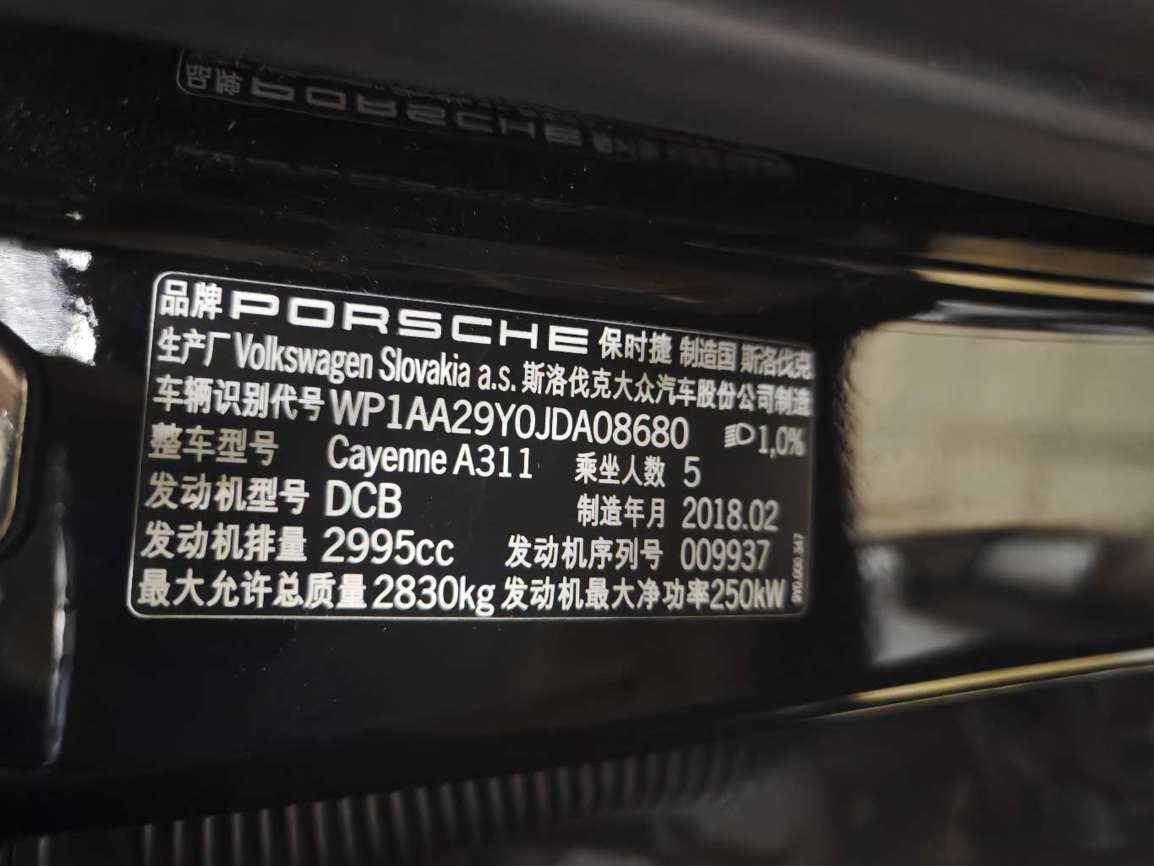 品牌 PORSCHE 保时捷 制造国 斯洛伐克
生产厂 Volkswagen Slovakia a.s. 斯洛伐克大众汽车股份公司制造
车辆识别代号 WP1AA29Y0JDA08680 1,0%
整车型号 Cayenne A311 乘坐人数 5
发动机型号 DCB 制造年月 2018.02
发动机排量 2995cc 发动机序列号 009937
最大允许总质量 2830kg 发动机最大净功率 250kW